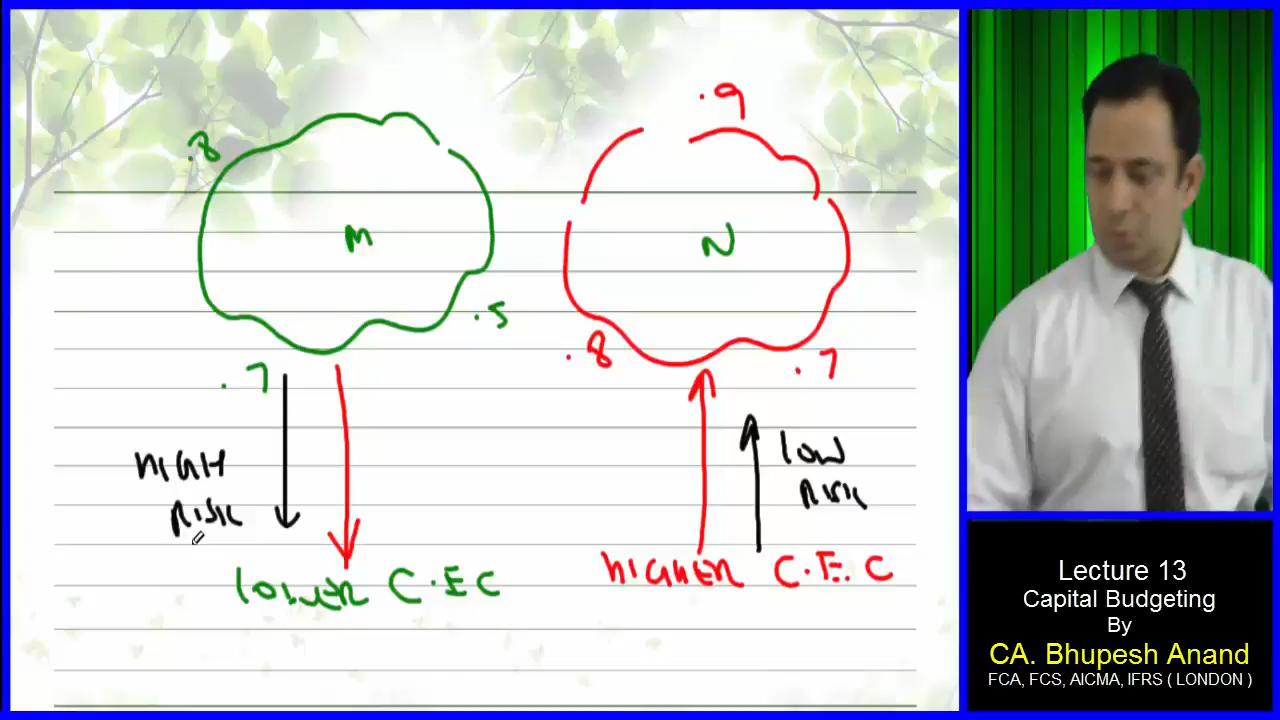 .8
M
.5
.7
HIGH
RISK
LOWER C.EC
.9
N
.8
.7
LOW
RISK
HIGHER C.E.C
Lecture 13
Capital Budgeting
By
CA. Bhupesh Anand
FCA, FCS, AICMA, IFRS ( LONDON )